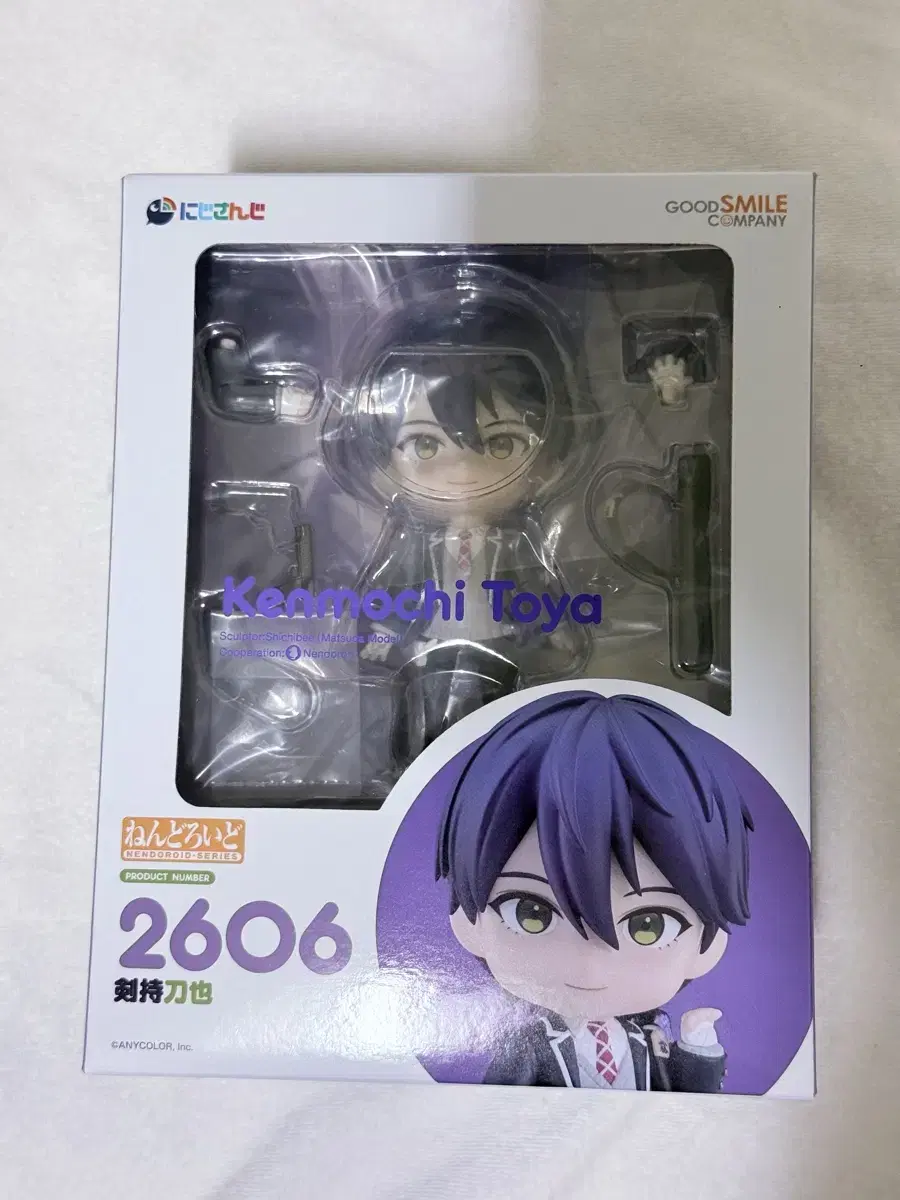 にじさんじ
GOOD SMILE
COMPANY
Kenmochi Toya
Sculptor:Shichibee (Matsuda Model)
Cooperation: Nendoron
ねんどろいど
NENDOROID-SERIES
PRODUCT NUMBER
2606
剣持刀也
©ANYCOLOR, Inc.